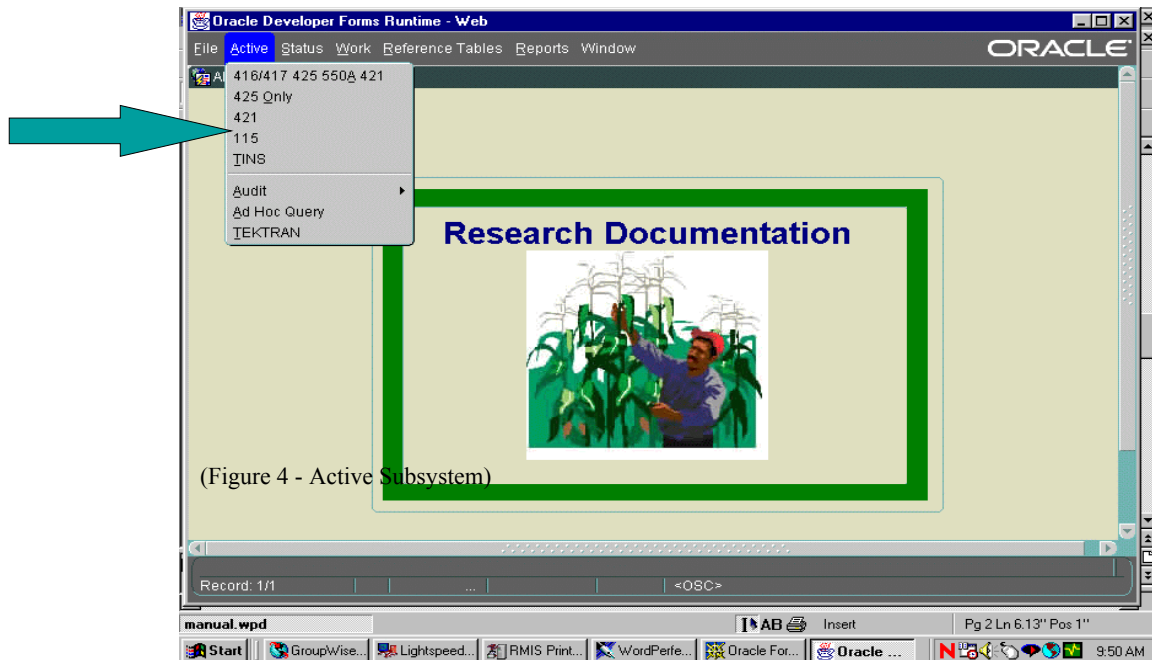 Oracle Developer Forms Runtime - Web
File Active Status Work Reference Tables Reports Window
ORACLE
416/417 425 550A 421
425 Only
421
115
TINS
Audit
Ad Hoc Query
TEKTRAN
Research Documentation
(Figure 4 - Active Subsystem)
Record: 1/1 ... <OSC>
manual.wpd AB Insert Pg 2 Ln 6.13" Pos 1"
Start GroupWise... Lightspeed... RMIS Print... WordPerfe... Oracle For... Oracle ... N 9:50 AM